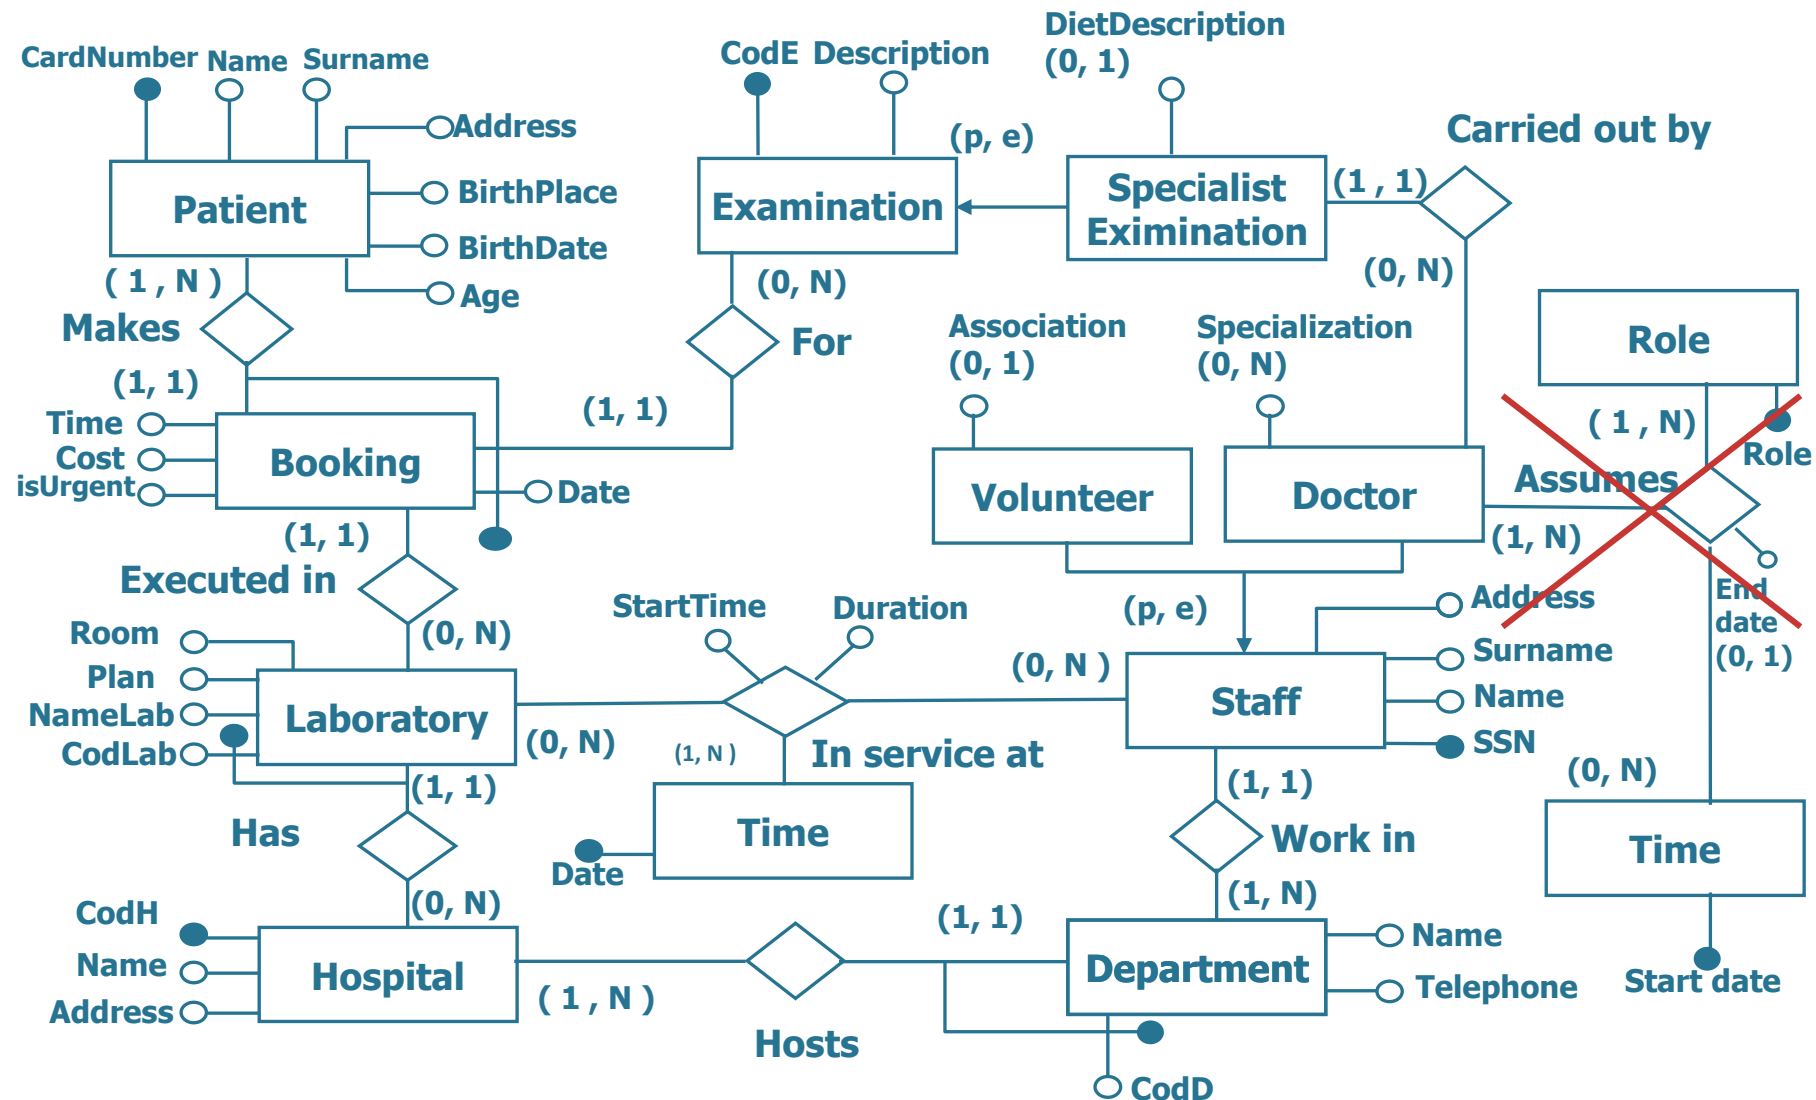 DietDescription
(0, 1)
CardNumber Name Surname
CodE Description
Address
(p, e)
Carried out by
Patient
BirthPlace
BirthDate
Age
Examination
Specialist
Eximination
(1 , 1)
( 1 , N )
(0, N)
(0, N)
Makes
For
Association
(0, 1)
Specialization
(0, N)
Role
(1, 1)
(1, 1)
( 1 , N)
Role
Time
Cost
isUrgent
Booking
Date
Volunteer
Doctor
Assumes
(1, N)
(1, 1)
Executed in
End
date
(0, 1)
StartTime
Duration
(p, e)
Address
Surname
Name
SSN
Room
Plan
NameLab
CodLab
(0, N)
Laboratory
(0, N)
(0, N )
Staff
(1, N )
In service at
(1, 1)
(1, 1)
(0, N)
Has
Time
Date
Work in
Time
(0, N)
(1, N)
Start date
CodH
Name
Address
Hospital
( 1 , N )
(1, 1)
Hosts
Department
Name
Telephone
CodD